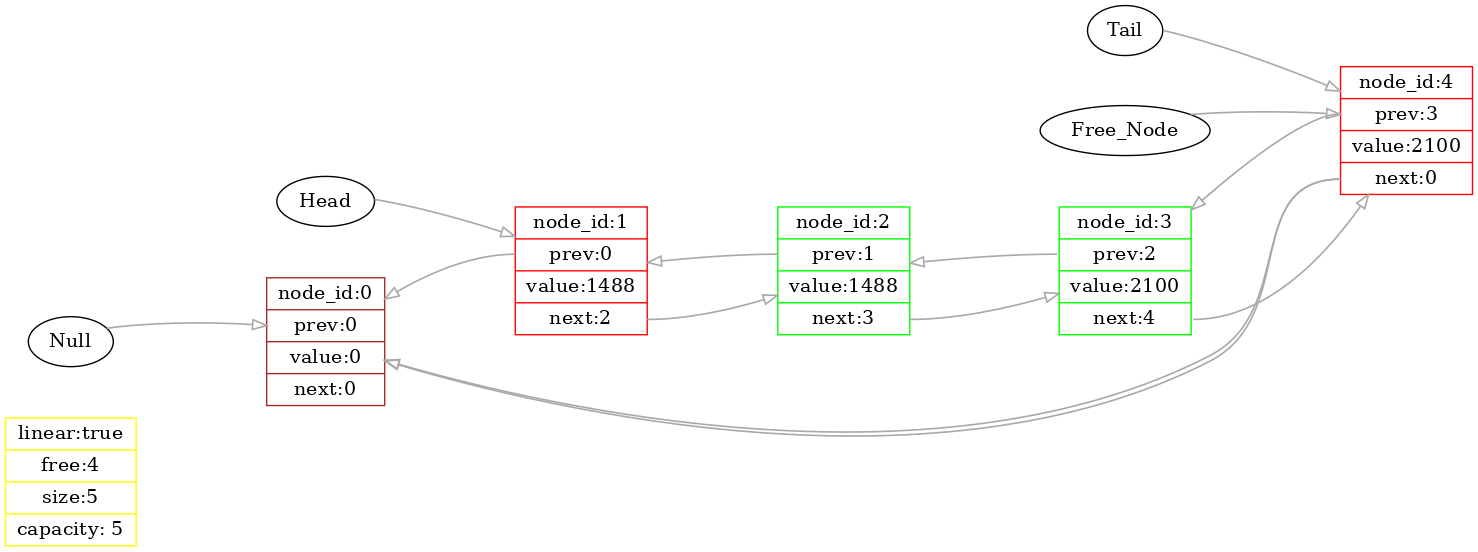 Tail
node_id:4
prev:3
value:2100
next:0
Free_Node
Head
node_id:1
prev:0
value:1488
next:2
node_id:2
prev:1
value:1488
next:3
node_id:3
prev:2
value:2100
next:4
Null
node_id:0
prev:0
value:0
next:0
linear:true
free:4
size:5
capacity: 5